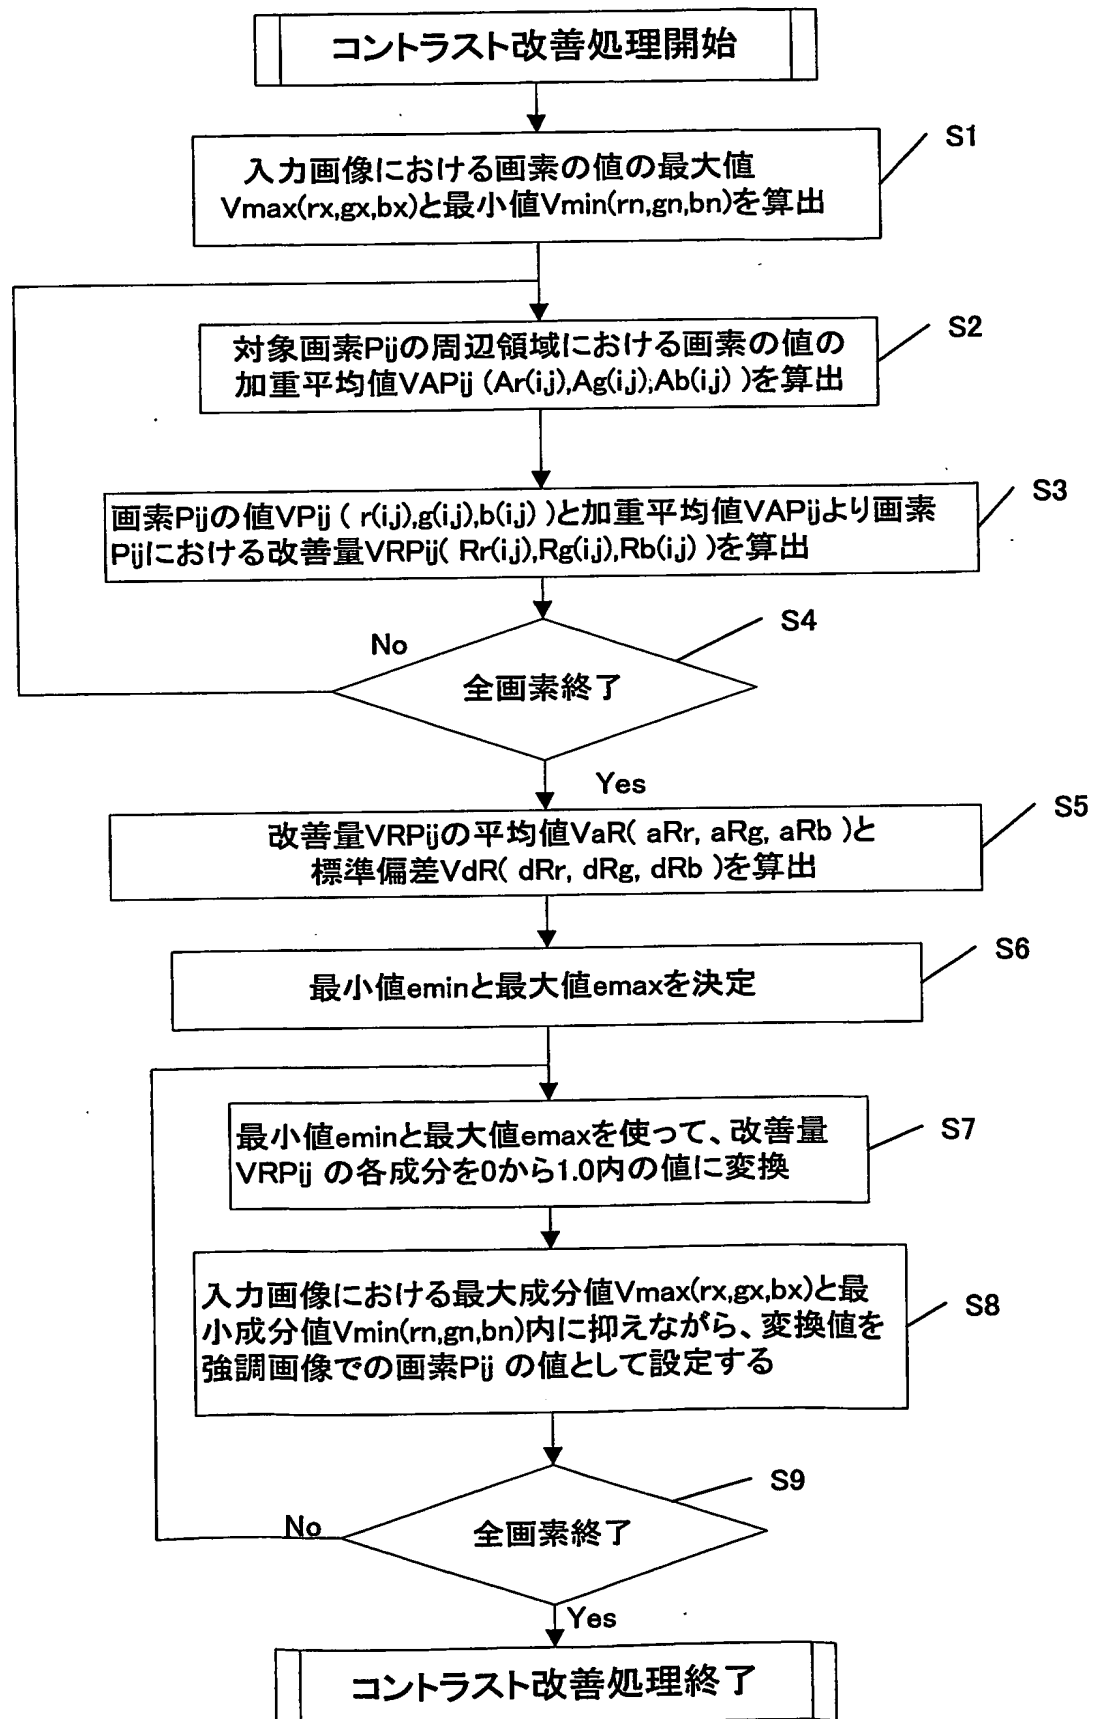 コントラスト改善処理開始
S1
入力画像における画素の値の最大値
Vmax(rx,gx,bx)と最小値Vmin(rn,gn,bn)を算出
S2
対象画素Pijの周辺領域における画素の値の
加重平均値VAPij (Ar(i,j),Ag(i,j),Ab(i,j) )を算出
S3
画素Pijの値VPij ( r(i,j),g(i,j),b(i,j) )と加重平均値VAPijより画素
Pijにおける改善量VRPij( Rr(i,j),Rg(i,j),Rb(i,j) )を算出
S4
No
全画素終了
Yes
S5
改善量VRPijの平均値VaR( aRr, aRg, aRb )と
標準偏差VdR( dRr, dRg, dRb )を算出
S6
最小値eminと最大値emaxを決定
S7
最小値eminと最大値emaxを使って、改善量
VRPij の各成分を0から1.0内の値に変換
S8
入力画像における最大成分値Vmax(rx,gx,bx)と最
小成分値Vmin(rn,gn,bn)内に抑えながら、変換値を
強調画像での画素Pij の値として設定する
S9
No
全画素終了
Yes
コントラスト改善処理終了